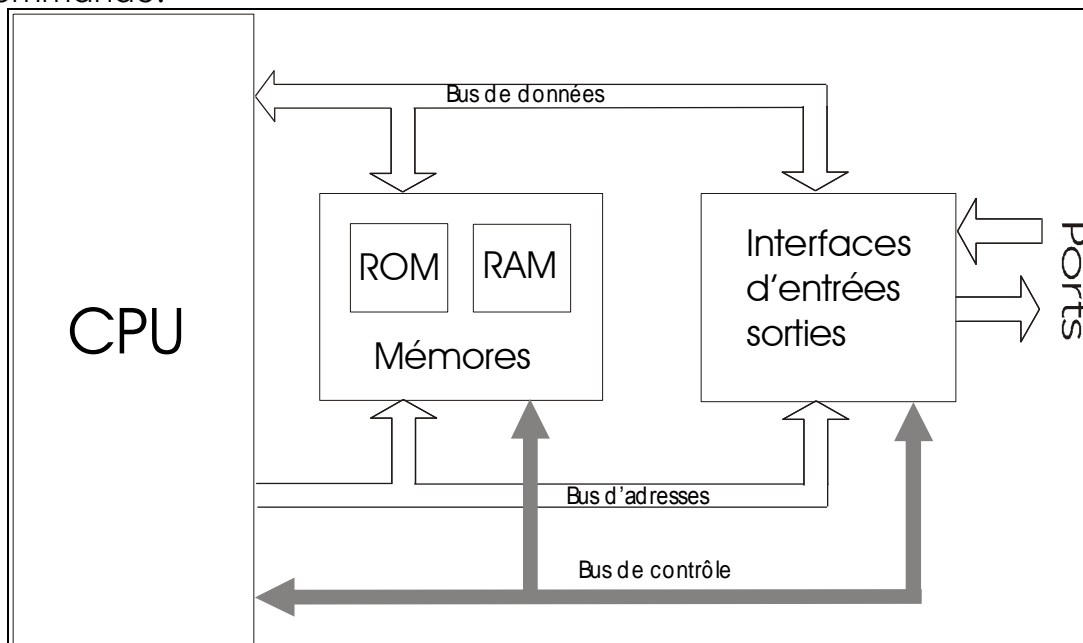 ommande.
Bus de données
ROM
RAM
Mémores
Interfaces
d'entrées
sorties
Ports
CPU
Bus d'adresses
Bus de contrôle